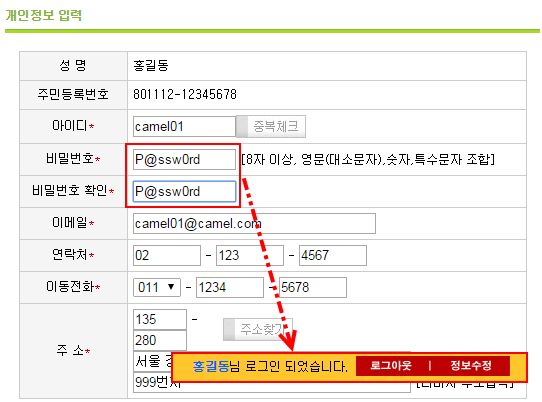 개인정보 입력
성 명 홍길동
주민등록번호 801112-12345678
아이디* camel01 중복체크
비밀번호* P@ssw0rd [8자 이상, 영문(대소문자),숫자,특수문자 조합]
비밀번호 확인* P@ssw0rd
이메일* camel01@camel.com
연락처* 02 - 123 - 4567
이동전화* 011 - 1234 - 5678
135 -
주소찾기
주 소*
280
서울
홍길동님 로그인 되었습니다. 로그아웃 | 정보수정
999번지